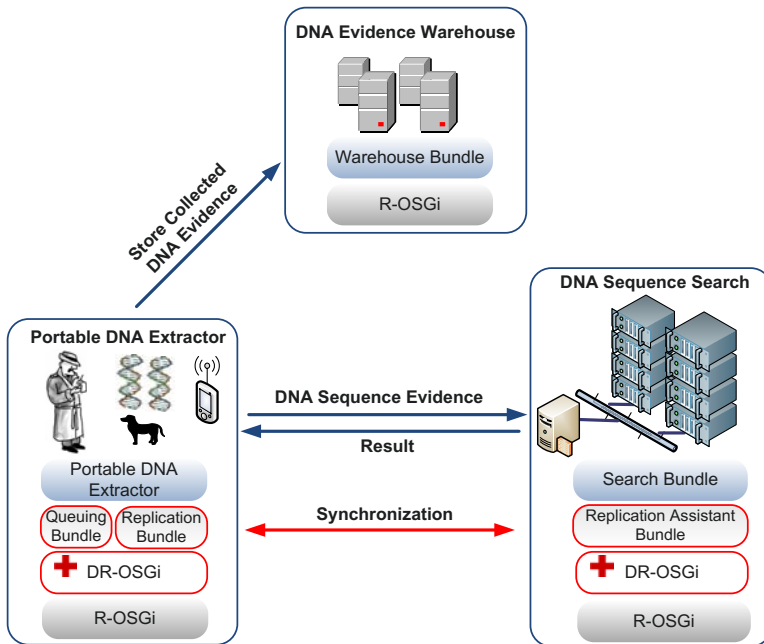 DNA Evidence Warehouse
Warehouse Bundle
R-OSGi
Store Collected
DNA Evidence
DNA Sequence Search
Portable DNA Extractor
DNA Sequence Evidence
Result
Portable DNA
Extractor
Search Bundle
Queuing
Bundle
Replication
Bundle
Synchronization
Replication Assistant
Bundle
DR-OSGi
DR-OSGi
R-OSGi
R-OSGi